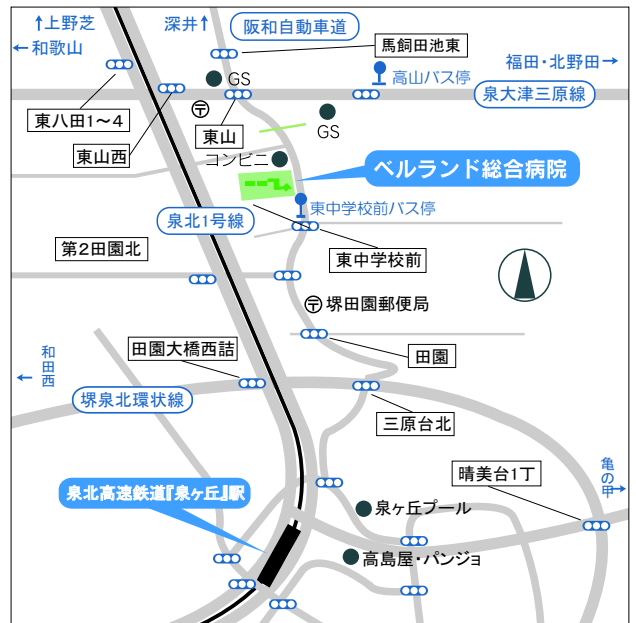 ↑上野芝
深井↑
阪和自動車道
←和歌山
馬飼田池東
福田・北野田→
高山バス停
GS
泉大津三原線
東八田1〜4
〒
東山
GS
東山西
コンビニ
ベルランド総合病院
泉北1号線
東中学校前バス停
第2田園北
東中学校前
〒堺田園郵便局
田園大橋西詰
田園
←和田西
堺泉北環状線
三原台北
晴美台1丁
亀の甲→
泉北高速鉄道『泉ヶ丘』駅
泉ヶ丘プール
高島屋・パンジョ